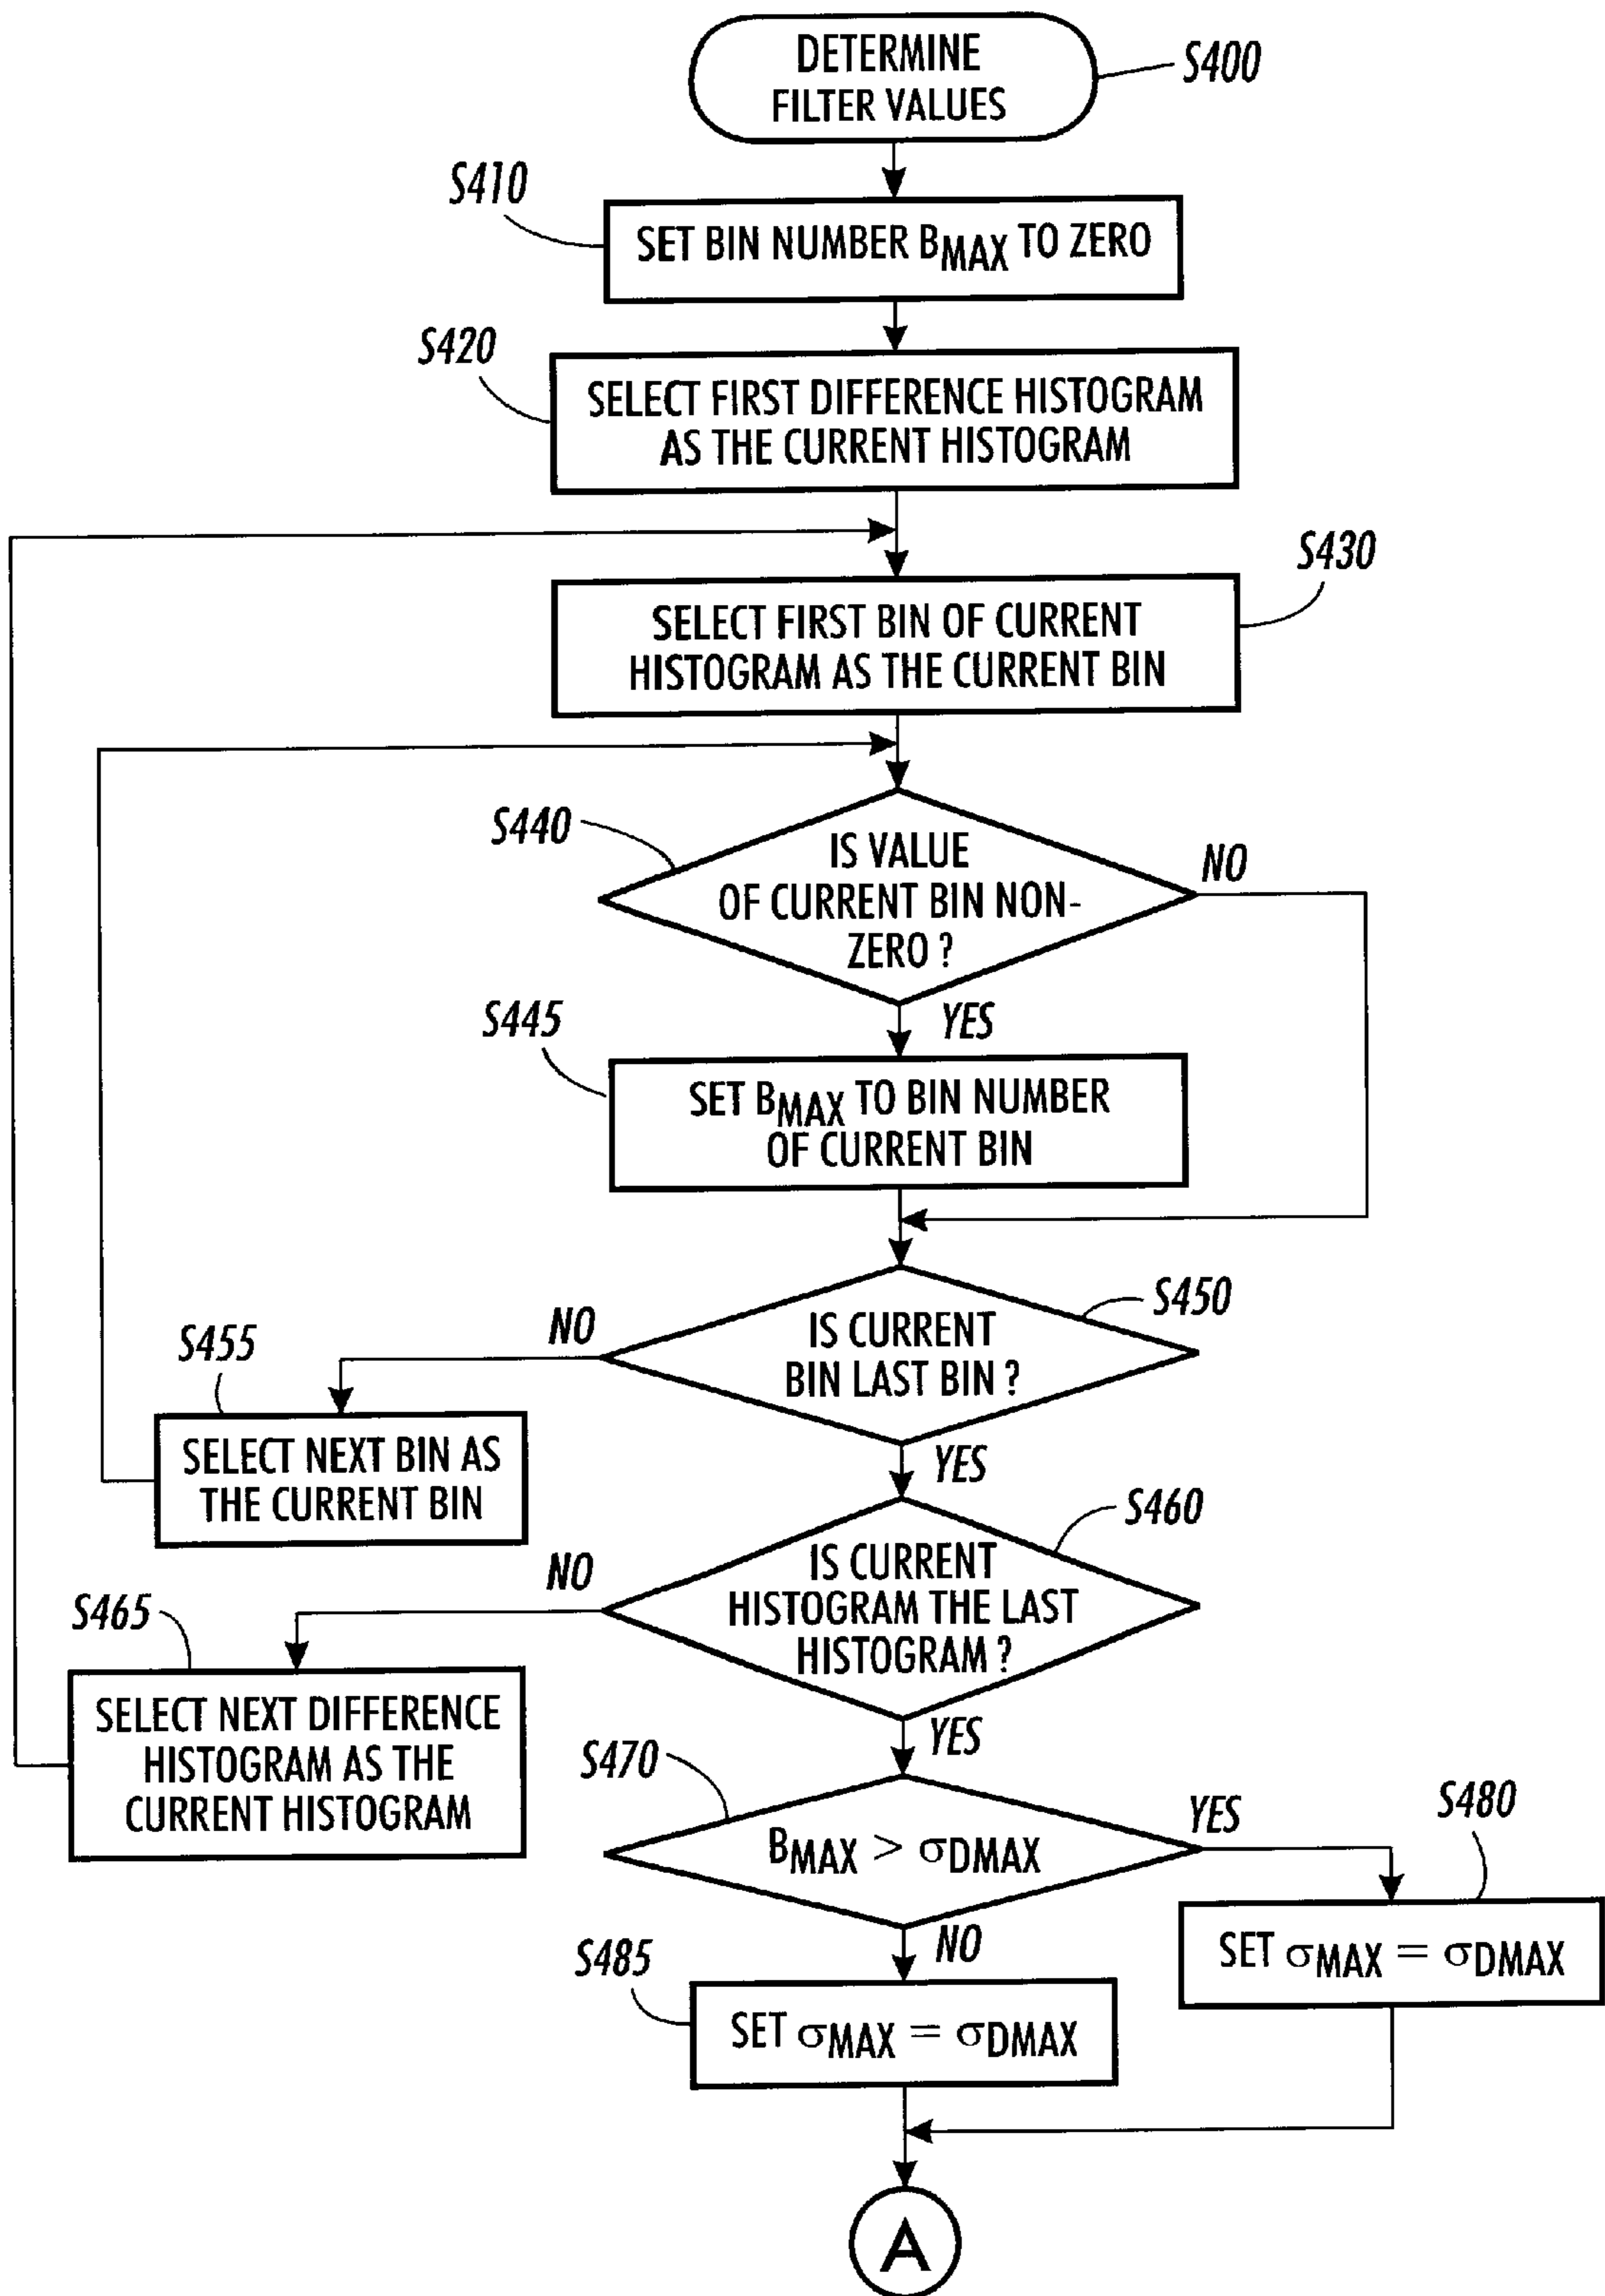 DETERMINE
FILTER VALUES
S400
S410
SET BIN NUMBER BMAX TO ZERO
S420
SELECT FIRST DIFFERENCE HISTOGRAM
AS THE CURRENT HISTOGRAM
S430
SELECT FIRST BIN OF CURRENT
HISTOGRAM AS THE CURRENT BIN
S440
IS VALUE
OF CURRENT BIN NON-
ZERO ?
NO
YES
S445
SET BMAX TO BIN NUMBER
OF CURRENT BIN
S450
IS CURRENT
BIN LAST BIN ?
NO
S455
SELECT NEXT BIN AS
THE CURRENT BIN
YES
S460
IS CURRENT
HISTOGRAM THE LAST
HISTOGRAM ?
NO
S465
SELECT NEXT DIFFERENCE
HISTOGRAM AS THE
CURRENT HISTOGRAM
YES
S470
BMAX > σDMAX
YES
S480
SET σMAX = σDMAX
NO
S485
SET σMAX = σDMAX
A